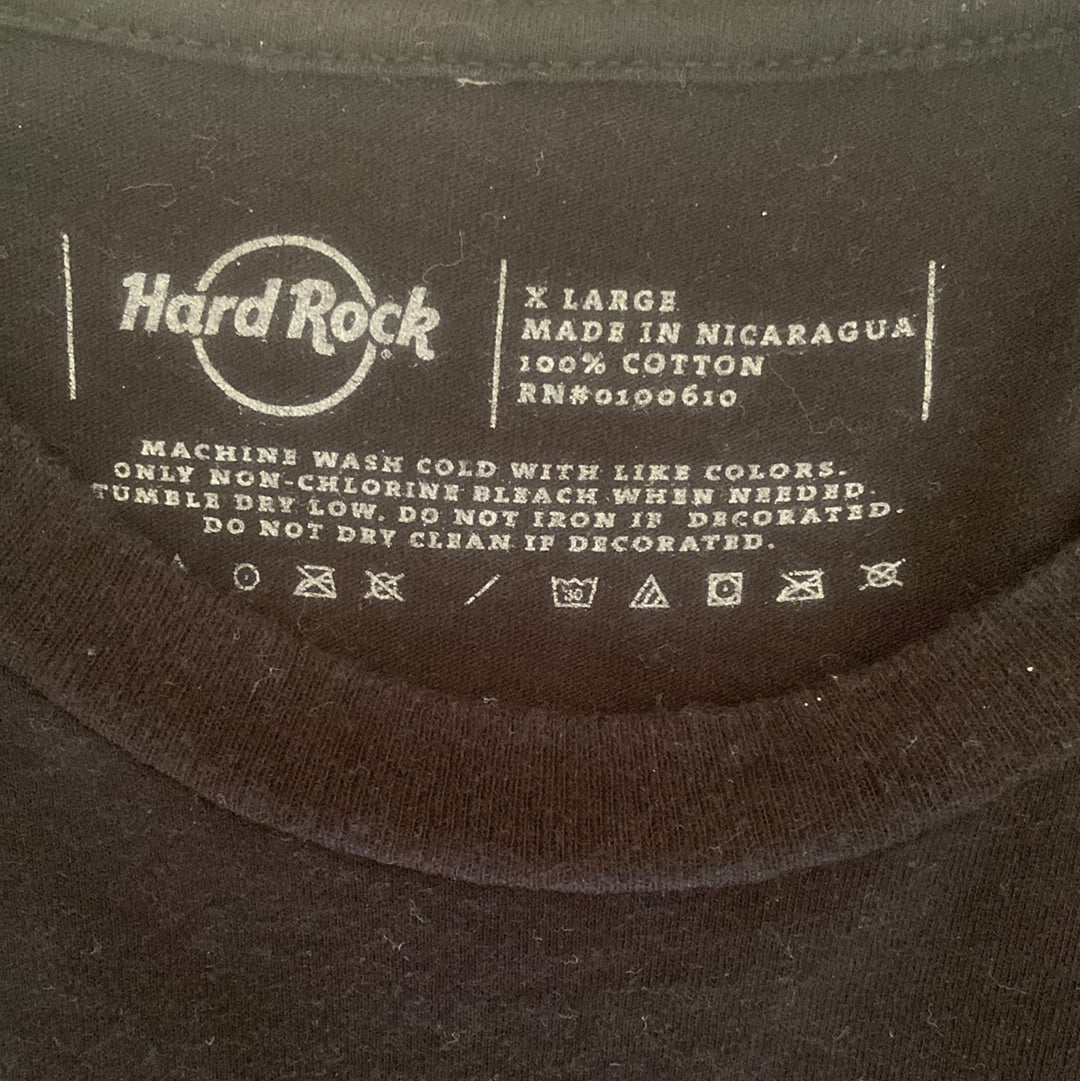 Hard Rock®
X LARGE
MADE IN NICARAGUA
100% COTTON
RN#0100610
MACHINE WASH COLD WITH LIKE COLORS.
ONLY NON-CHLORINE BLEACH WHEN NEEDED.
TUMBLE DRY LOW. DO NOT IRON IF DECORATED.
DO NOT DRY CLEAN IF DECORATED.
/ 30